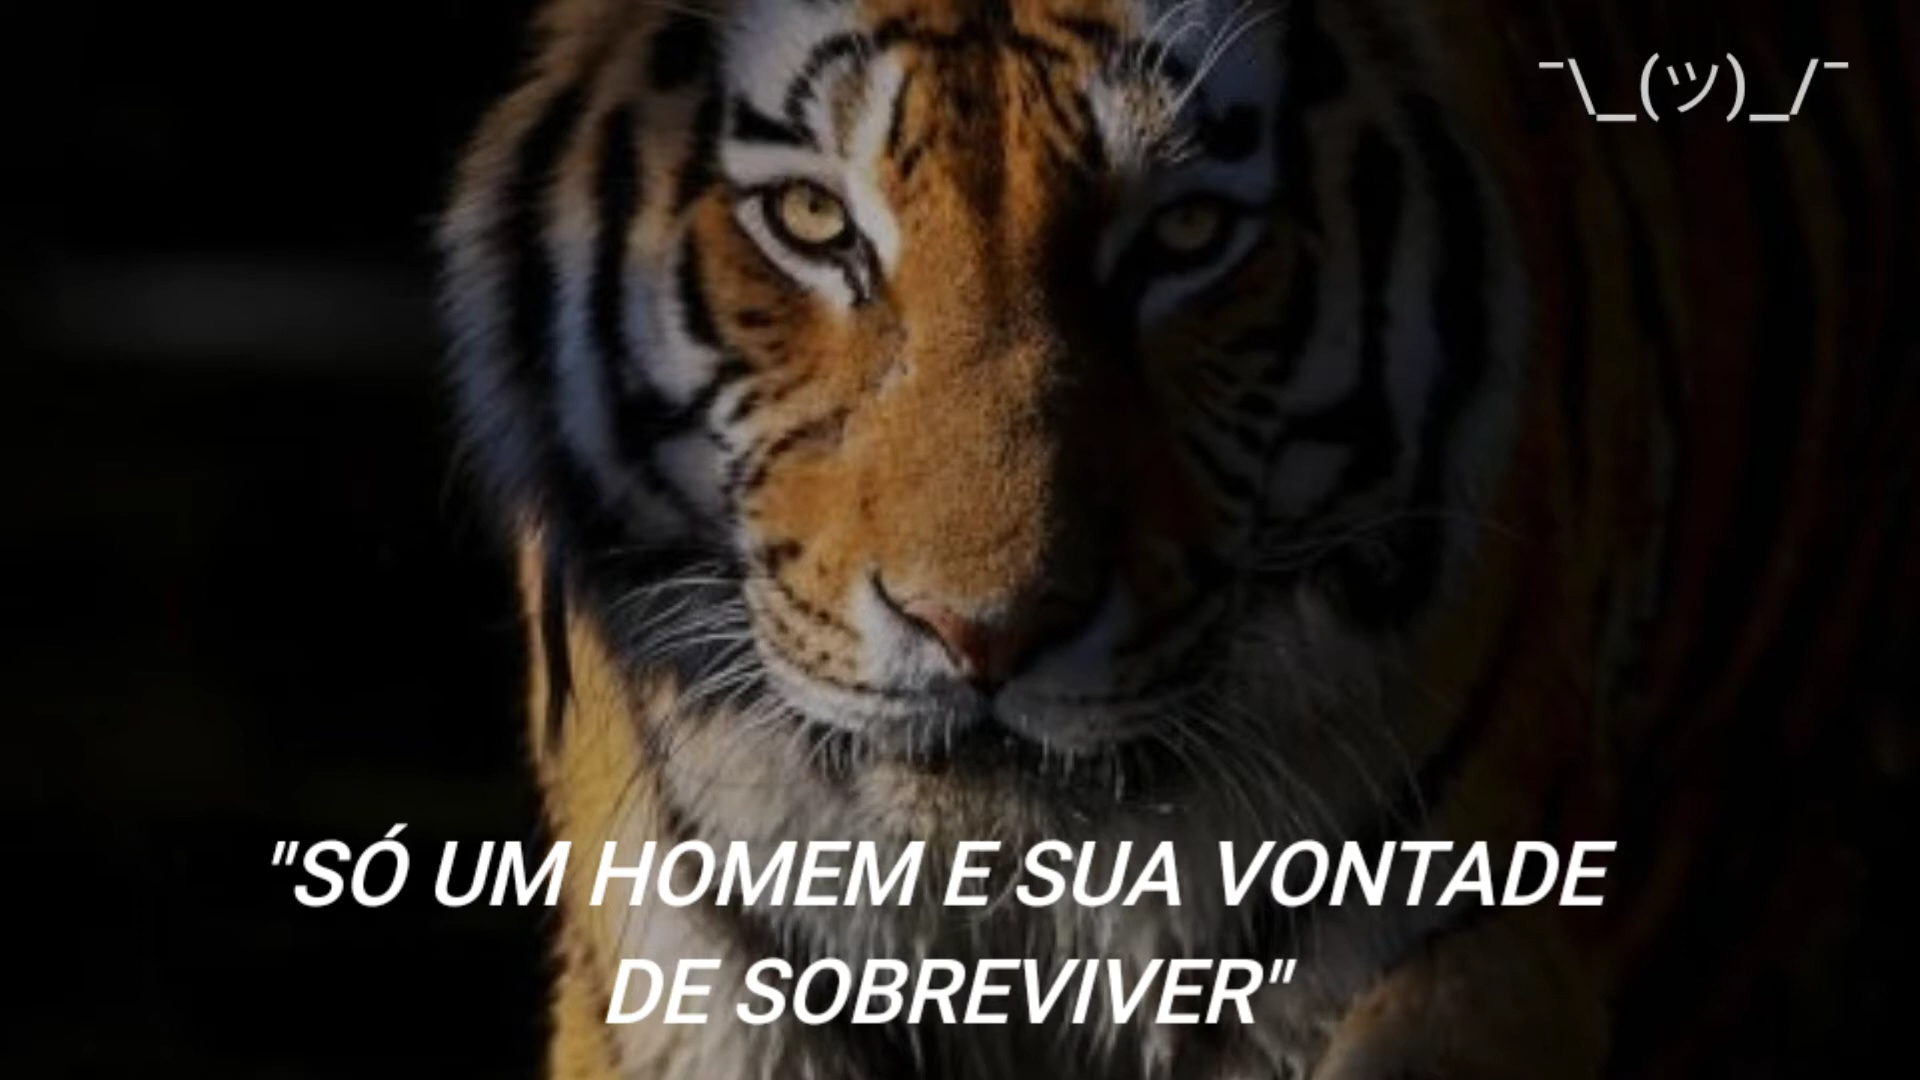 ¯\_(ツ)_/¯
"SÓ UM HOMEM E SUA VONTADE
DE SOBREVIVER"